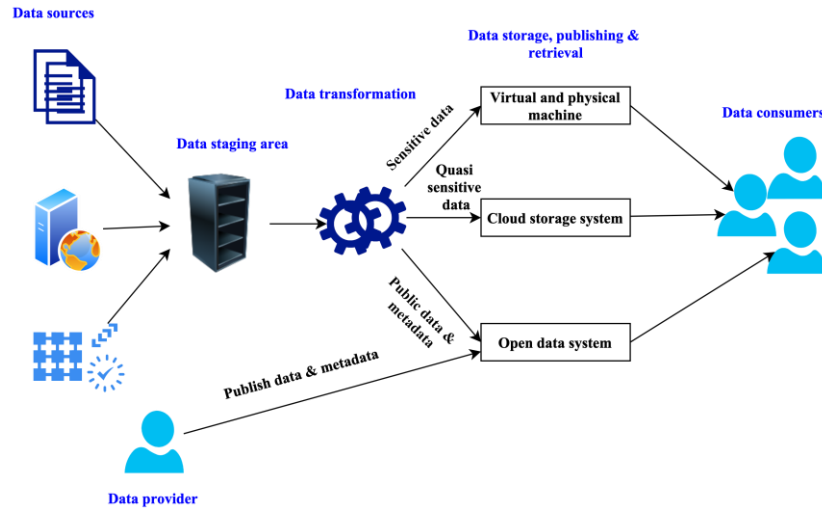 Data sources
Data storage, publishing &
retrieval
Data transformation
Virtual and physical
machine
Data consumers
Data staging area
Sensitive data
Quasi
sensitive
data
Cloud storage system
Public data &
metadata
Open data system
Publish data & metadata
Data provider